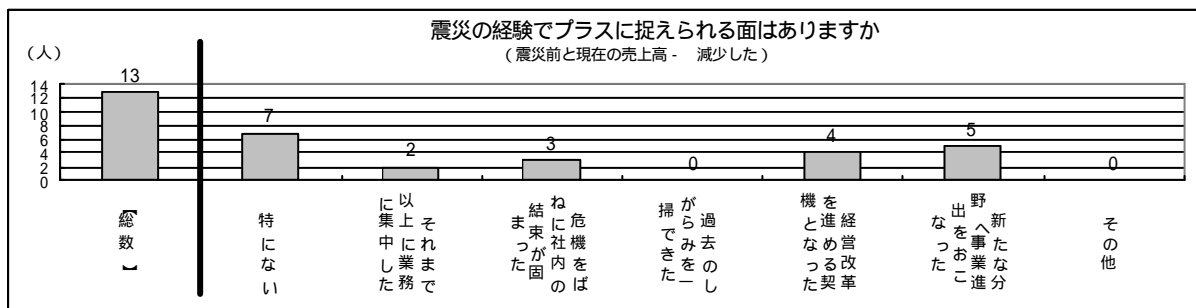 震災の経験でプラスに捉えられる面はありますか
(震災前と現在の売上高- 減少した)
(人)
14
12
10
8
6
4
2
0
13
7
2
3
0
4
5
0
【総数】
特にない
それまで
以上に業務
に集中した
危機をば
ねに社内の
結束が固
まった
過去のし
がらみを一
掃できた
経営改革
を進める契
機となった
新たな分
野へ事業進
出をおこ
なった
その他